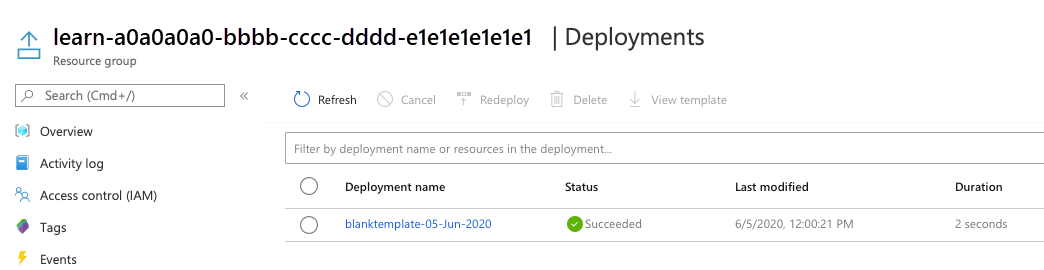 learn-a0a0a0a0-bbbb-cccc-dddd-e1e1e1e1e1e1 | Deployments
Resource group
Search (Cmd+/)
«
Refresh Cancel Redeploy Delete View template
Overview
Activity log
Access control (IAM)
Tags
Events
Filter by deployment name or resources in the deployment...
Deployment name Status Last modified Duration
blanktemplate-05-Jun-2020 Succeeded 6/5/2020, 12:00:21 PM 2 seconds